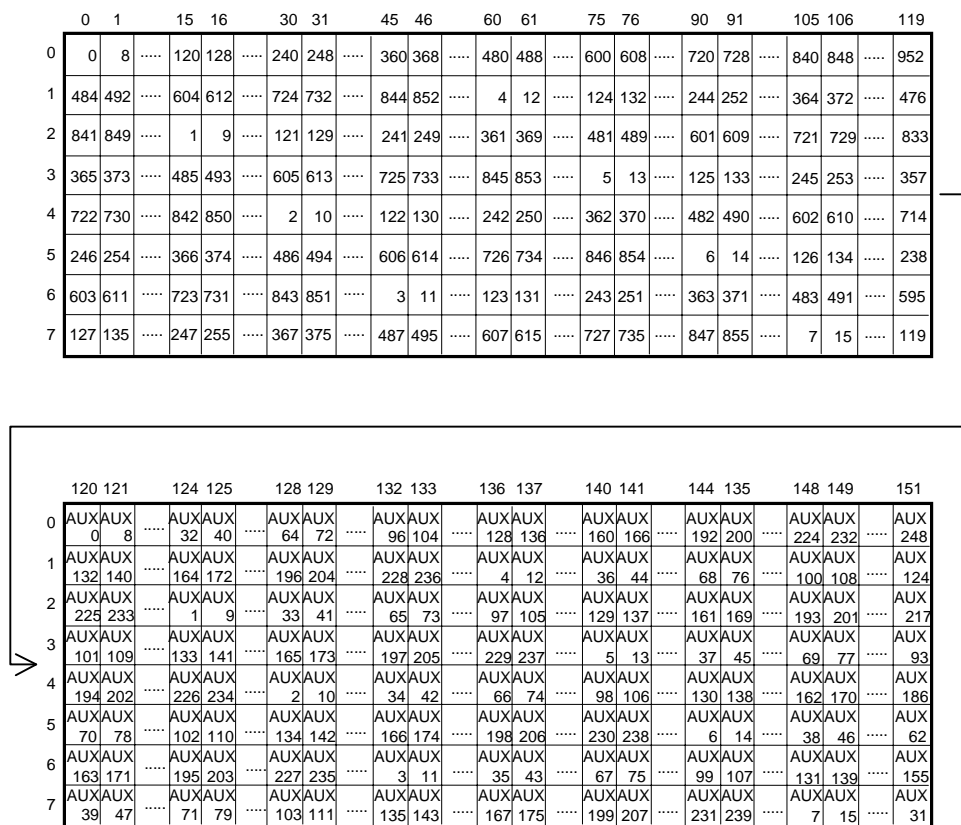 0 1 15 16 30 31 45 46 60 61 75 76 90 91 105 106 119
0 0 8 ..... 120 128 ..... 240 248 ..... 360 368 ..... 480 488 ..... 600 608 ..... 720 728 ..... 840 848 ..... 952
1 484 492 ..... 604 612 ..... 724 732 ..... 844 852 ..... 4 12 ..... 124 132 ..... 244 252 ..... 364 372 ..... 476
2 841 849 ..... 1 9 ..... 121 129 ..... 241 249 ..... 361 369 ..... 481 489 ..... 601 609 ..... 721 729 ..... 833
3 365 373 ..... 485 493 ..... 605 613 ..... 725 733 ..... 845 853 ..... 5 13 ..... 125 133 ..... 245 253 ..... 357
4 722 730 ..... 842 850 ..... 2 10 ..... 122 130 ..... 242 250 ..... 362 370 ..... 482 490 ..... 602 610 ..... 714
5 246 254 ..... 366 374 ..... 486 494 ..... 606 614 ..... 726 734 ..... 846 854 ..... 6 14 ..... 126 134 ..... 238
6 603 611 ..... 723 731 ..... 843 851 ..... 3 11 ..... 123 131 ..... 243 251 ..... 363 371 ..... 483 491 ..... 595
7 127 135 ..... 247 255 ..... 367 375 ..... 487 495 ..... 607 615 ..... 727 735 ..... 847 855 ..... 7 15 ..... 119
120 121 124 125 128 129 132 133 136 137 140 141 144 135 148 149 151
AUX AUX AUX AUX AUX AUX AUX AUX AUX AUX AUX AUX AUX AUX AUX AUX AUX
0 0 8 ..... 32 40 ..... 64 72 ..... 96 104 ..... 128 136 ..... 160 166 ..... 192 200 ..... 224 232 ..... 248
AUX AUX AUX AUX AUX AUX AUX AUX AUX AUX AUX AUX AUX AUX AUX AUX AUX
1 132 140 ..... 164 172 ..... 196 204 ..... 228 236 ..... 4 12 ..... 36 44 ..... 68 76 ..... 100 108 ..... 124
AUX AUX AUX AUX AUX AUX AUX AUX AUX AUX AUX AUX AUX AUX AUX AUX AUX
2 225 233 ..... 1 9 ..... 33 41 ..... 65 73 ..... 97 105 ..... 129 137 ..... 161 169 ..... 193 201 ..... 217
AUX AUX AUX AUX AUX AUX AUX AUX AUX AUX AUX AUX AUX AUX AUX AUX AUX
3 101 109 ..... 133 141 ..... 165 173 ..... 197 205 ..... 229 237 ..... 5 13 ..... 37 45 ..... 69 77 ..... 93
AUX AUX AUX AUX AUX AUX AUX AUX AUX AUX AUX AUX AUX AUX AUX AUX AUX
4 194 202 ..... 226 234 ..... 2 10 ..... 34 42 ..... 66 74 ..... 98 106 ..... 130 138 ..... 162 170 ..... 186
AUX AUX AUX AUX AUX AUX AUX AUX AUX AUX AUX AUX AUX AUX AUX AUX AUX
5 70 78 ..... 102 110 ..... 134 142 ..... 166 174 ..... 198 206 ..... 230 238 ..... 6 14 ..... 38 46 ..... 62
AUX AUX AUX AUX AUX AUX AUX AUX AUX AUX AUX AUX AUX AUX AUX AUX AUX
6 163 171 ..... 195 203 ..... 227 235 ..... 3 11 ..... 35 43 ..... 67 75 ..... 99 107 ..... 131 139 ..... 155
AUX AUX AUX AUX AUX AUX AUX AUX AUX AUX AUX AUX AUX AUX AUX AUX AUX
7 39 47 ..... 71 79 ..... 103 111 ..... 135 143 ..... 167 175 ..... 199 207 ..... 231 239 ..... 7 15 ..... 31